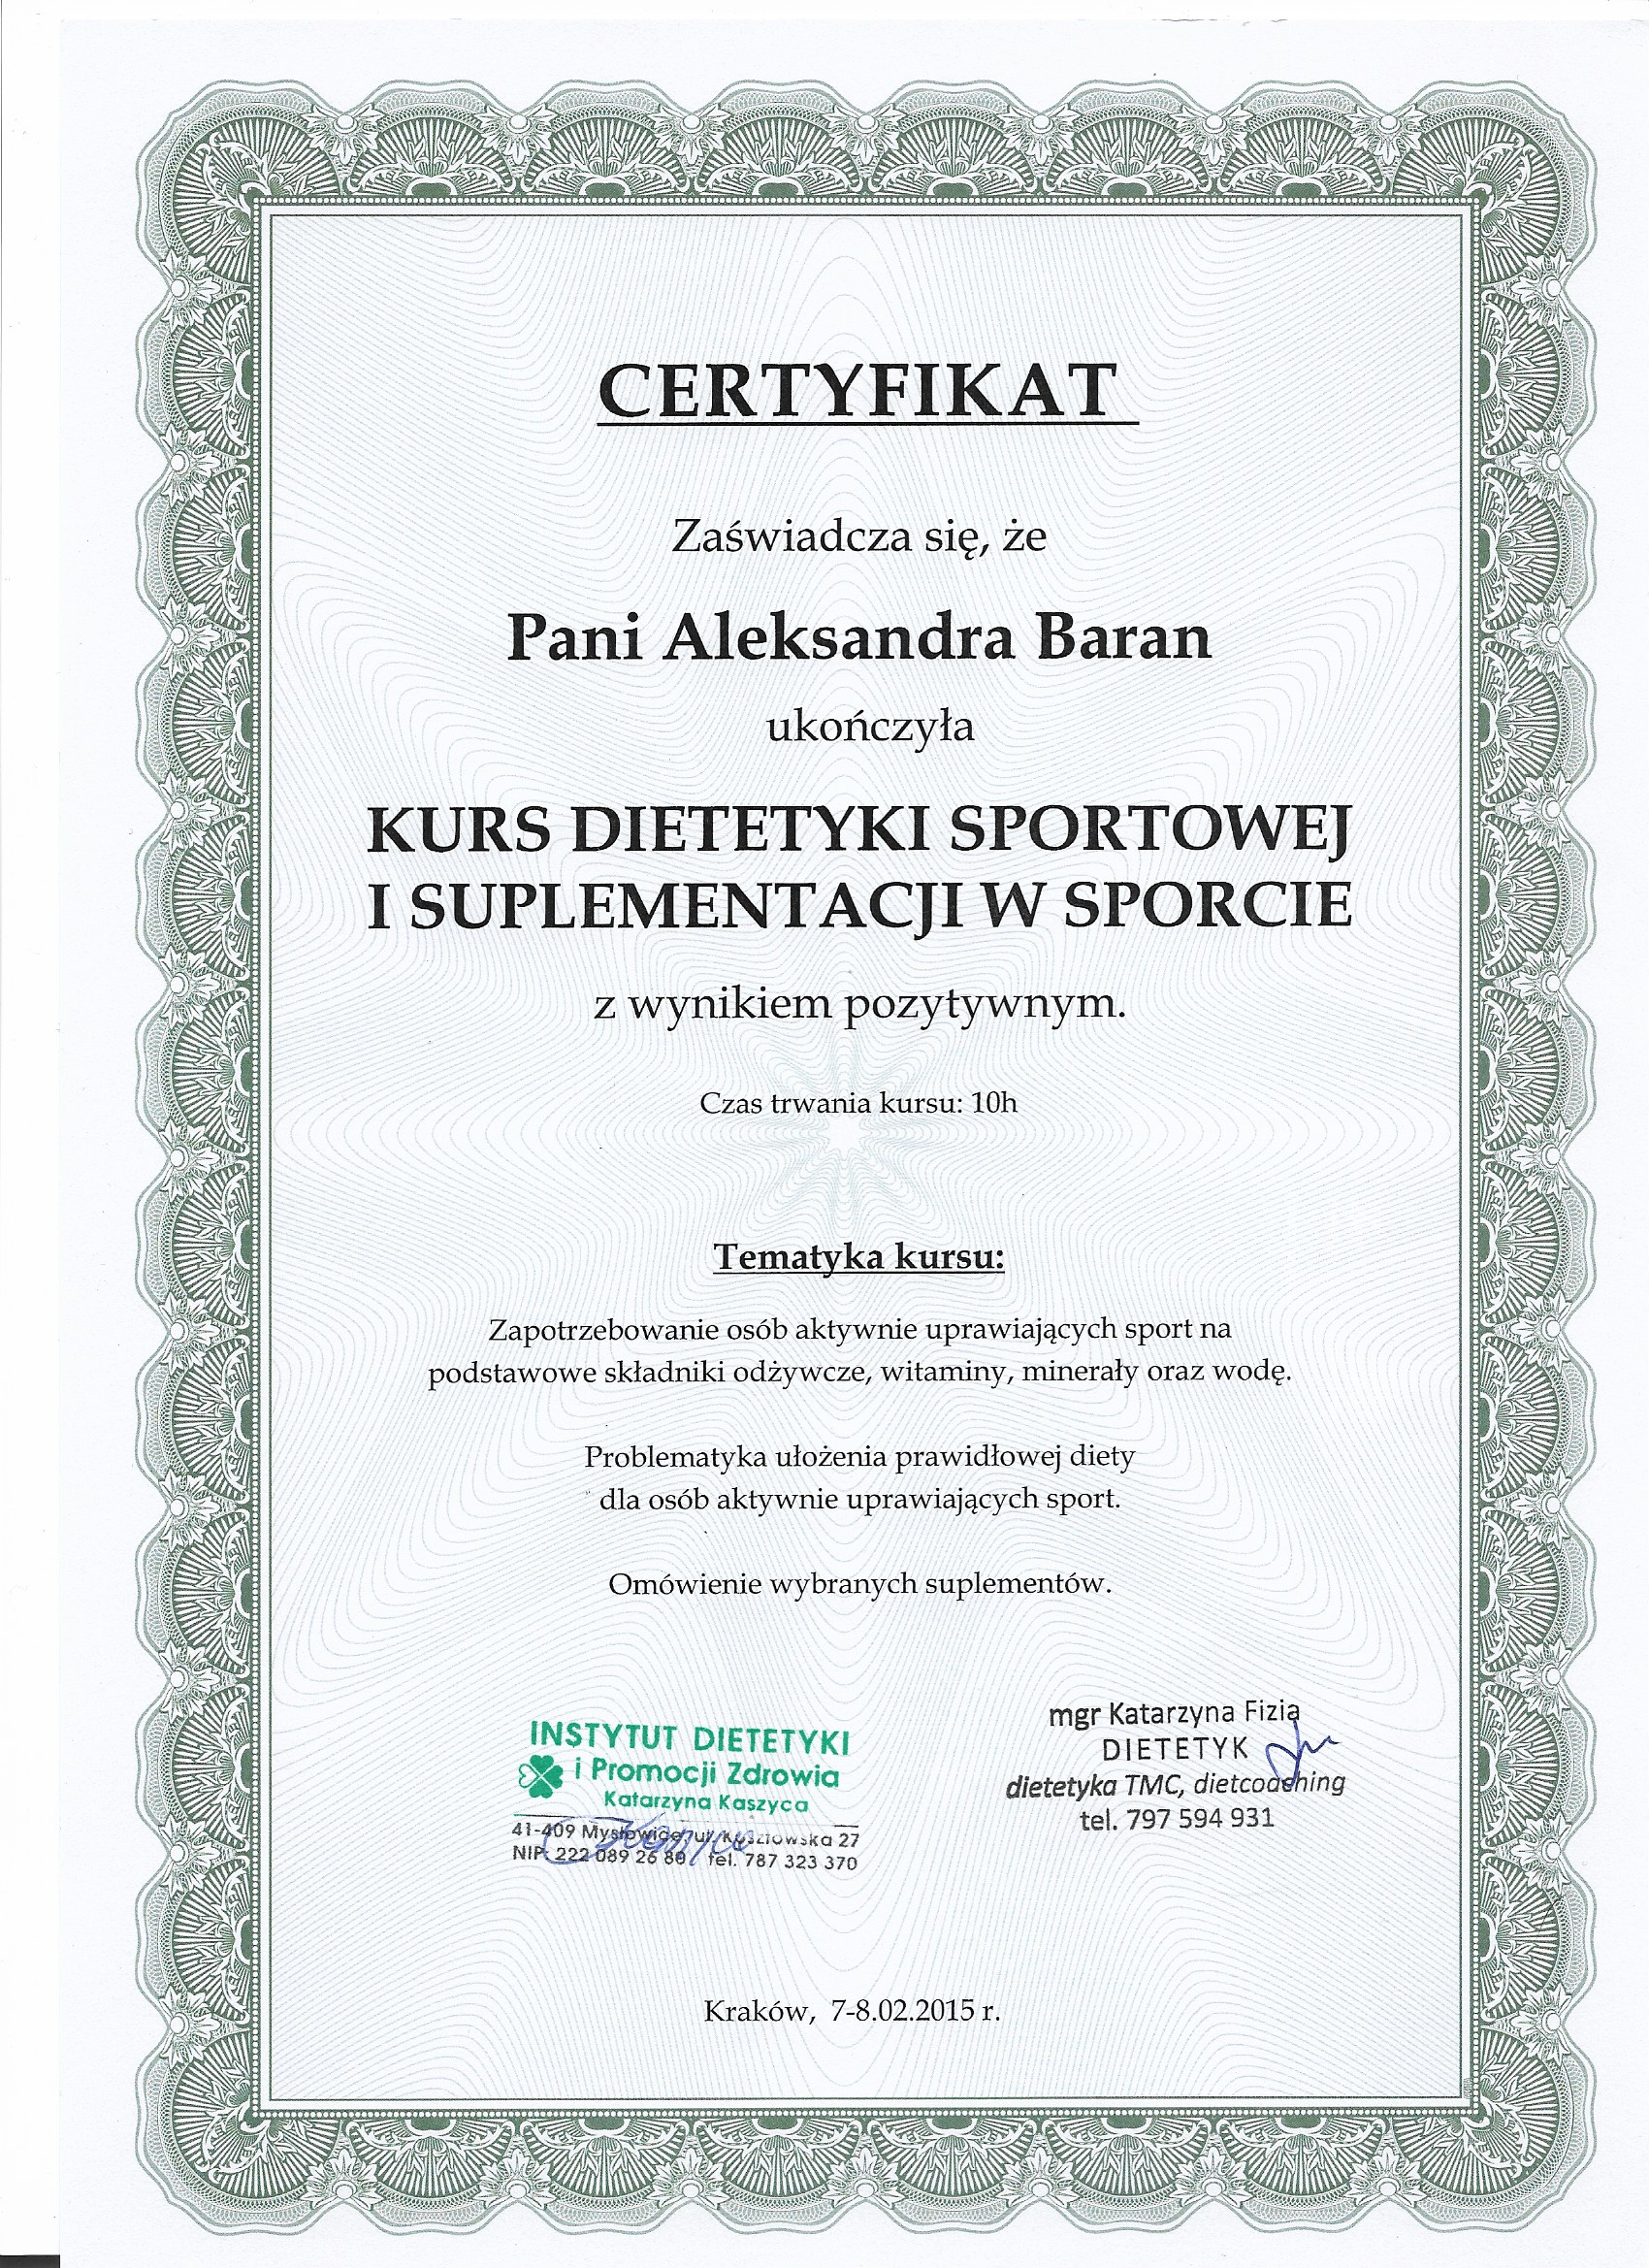 CERTYFIKAT
Zaświadcza się, że
Pani Aleksandra Baran
ukończyła
KURS DIETETYKI SPORTOWEJ
I SUPLEMENTACJI W SPORCIE
z wynikiem pozytywnym.
Czas trwania kursu: 10h
Tematyka kursu:
Zapotrzebowanie osób aktywnie uprawiających sport na
podstawowe składniki odżywcze, witaminy, minerały oraz wodę.
Problematyka ułożenia prawidłowej diety
dla osób aktywnie uprawiających sport.
Omówienie wybranych suplementów.
INSTYTUT DIETETYKI
i Promocji Zdrowia
Katarzyna Kaszyca
41-409 Mysłowice, ul. Kosztowska 27
NIP: 222 089 26 80 tel. 787 323 370
mgr Katarzyna Fizia
DIETETYK
dietetyka TMC, dietcoaching
tel. 797 594 931
Kraków, 7-8.02.2015 r.